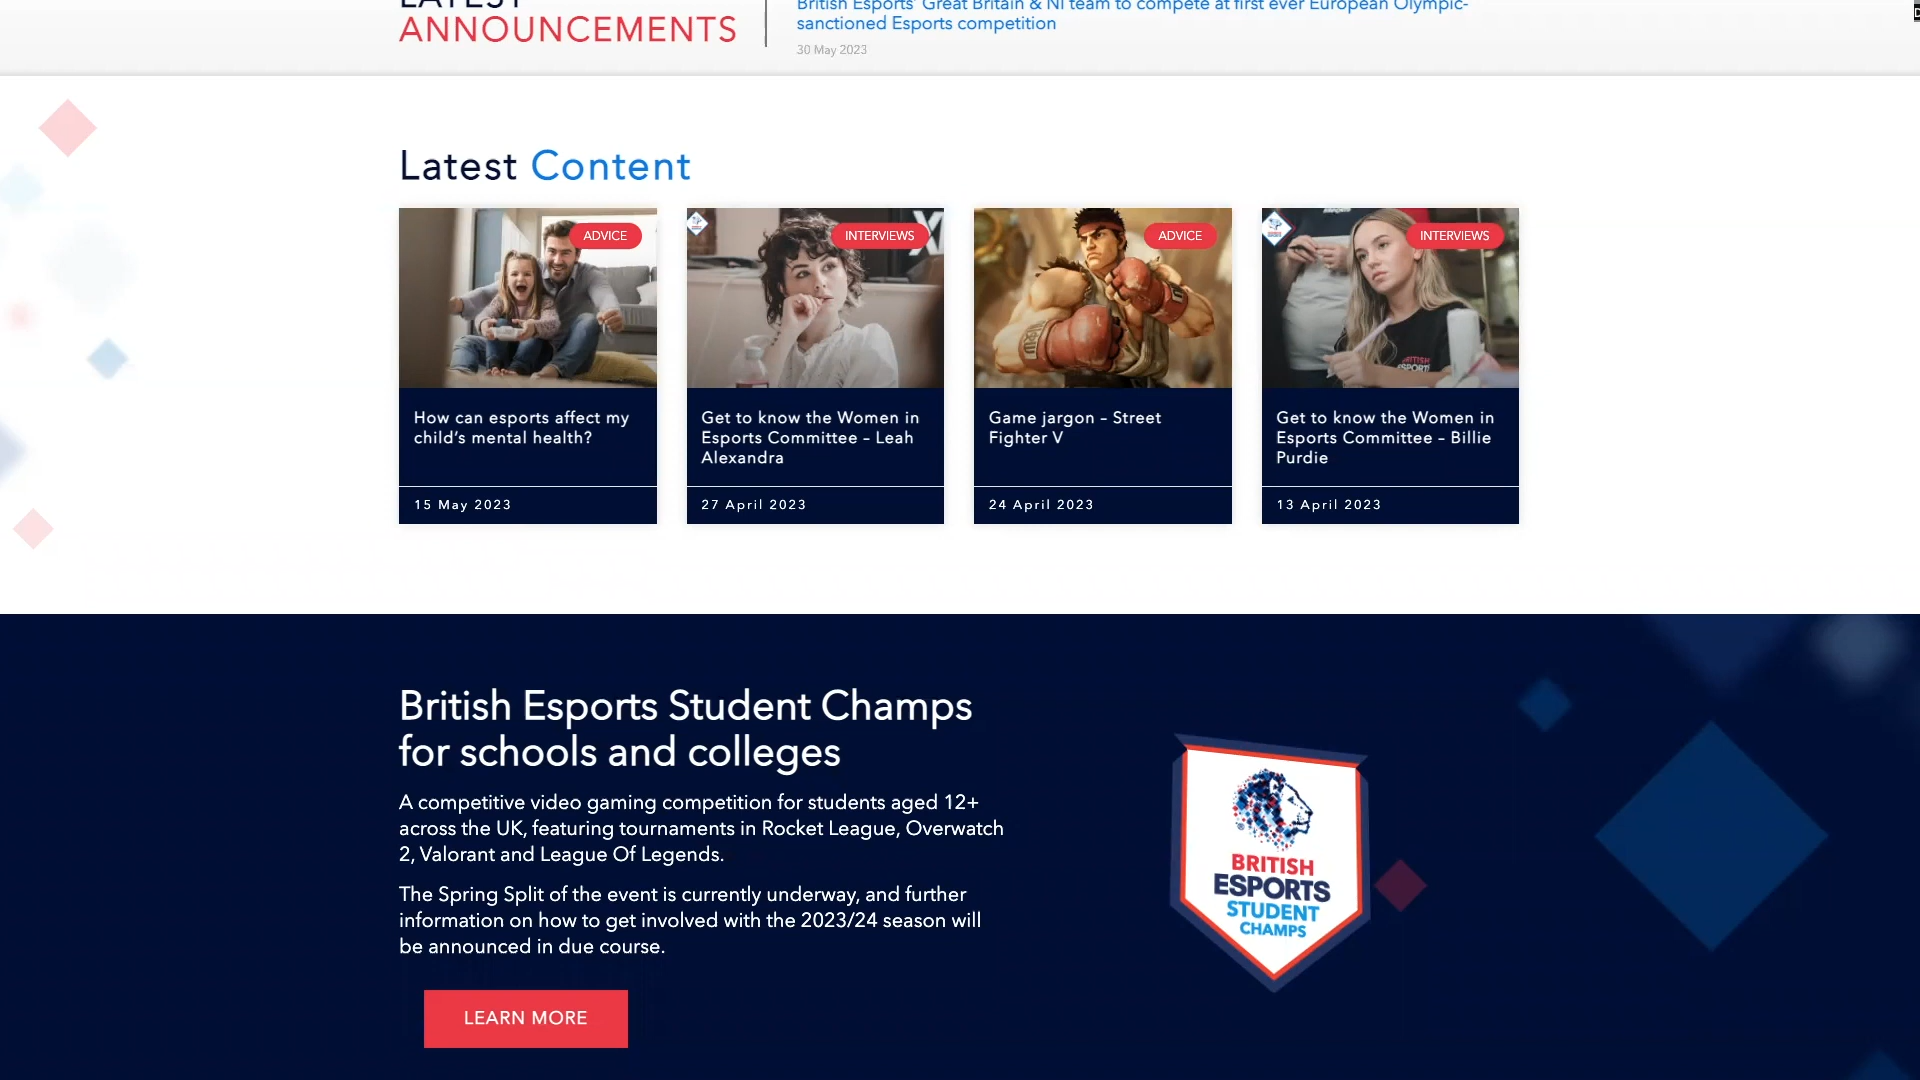 LATEST
ANNOUNCEMENTS
British Esports' Great Britain & NI team to compete at first ever European Olympic-
sanctioned Esports competition
30 May 2023
Latest Content
ADVICE
INTERVIEWS
ADVICE
INTERVIEWS
How can esports affect my
child's mental health?
Get to know the Women in
Esports Committee – Leah
Alexandra
Game jargon – Street
Fighter V
Get to know the Women in
Esports Committee – Billie
Purdie
15 May 2023
27 April 2023
24 April 2023
13 April 2023
British Esports Student Champs
for schools and colleges
A competitive video gaming competition for students aged 12+
across the UK, featuring tournaments in Rocket League, Overwatch
2, Valorant and League Of Legends.
The Spring Split of the event is currently underway, and further
information on how to get involved with the 2023/24 season will
be announced in due course.
LEARN MORE
BRITISH
ESPORTS
STUDENT
CHAMPS